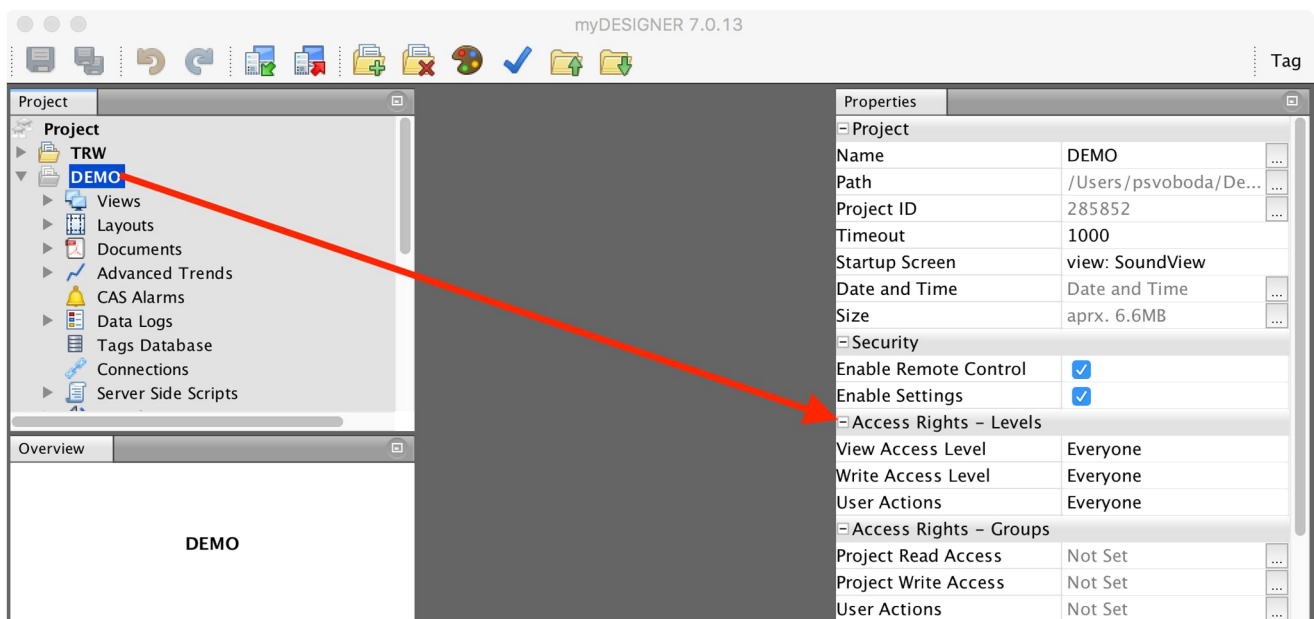 myDESIGNER 7.0.13
Tag
Project
Project
TRW
DEMO
Views
Layouts
Documents
Advanced Trends
CAS Alarms
Data Logs
Tags Database
Connections
Server Side Scripts
Overview
DEMO
Properties
Project
Name DEMO ...
Path /Users/psvoboda/De... ...
Project ID 285852 ...
Timeout 1000
Startup Screen view: SoundView
Date and Time Date and Time ...
Size aprx. 6.6MB ...
Security
Enable Remote Control
Enable Settings
Access Rights – Levels
View Access Level Everyone
Write Access Level Everyone
User Actions Everyone
Access Rights – Groups
Project Read Access Not Set ...
Project Write Access Not Set ...
User Actions Not Set ...